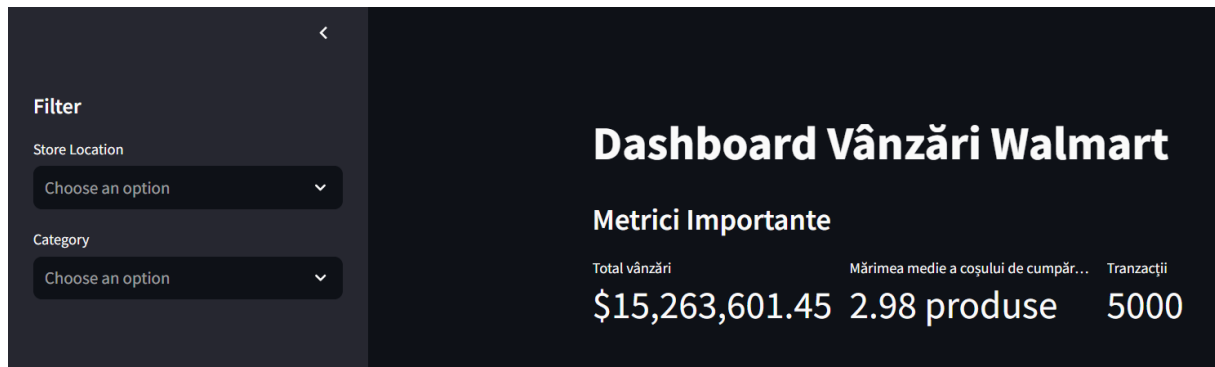 Filter
Store Location
Choose an option
Category
Choose an option
Dashboard Vânzări Walmart
Metrici Importante
Total vânzări Mărimea medie a coșului de cumpăr… Tranzacții
$15,263,601.45 2.98 produse 5000